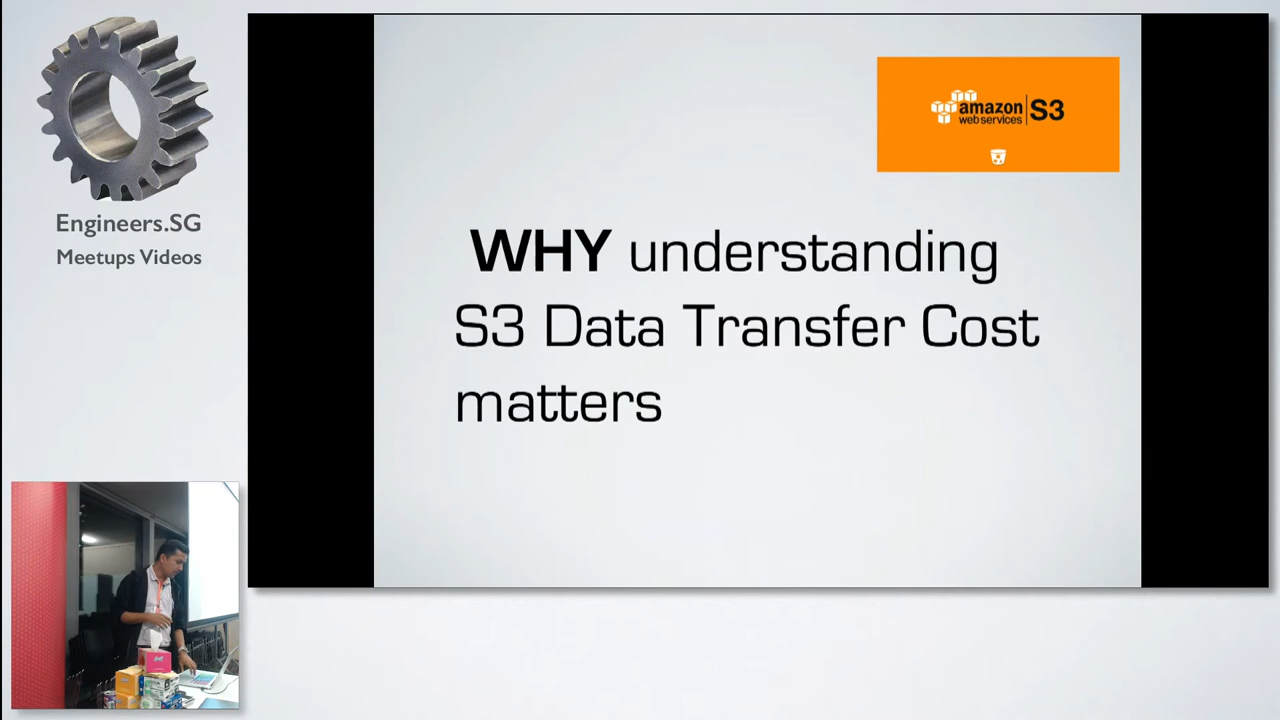 Engineers.SG
Meetups Videos
amazon
web services
S3
WHY understanding
S3 Data Transfer Cost
matters